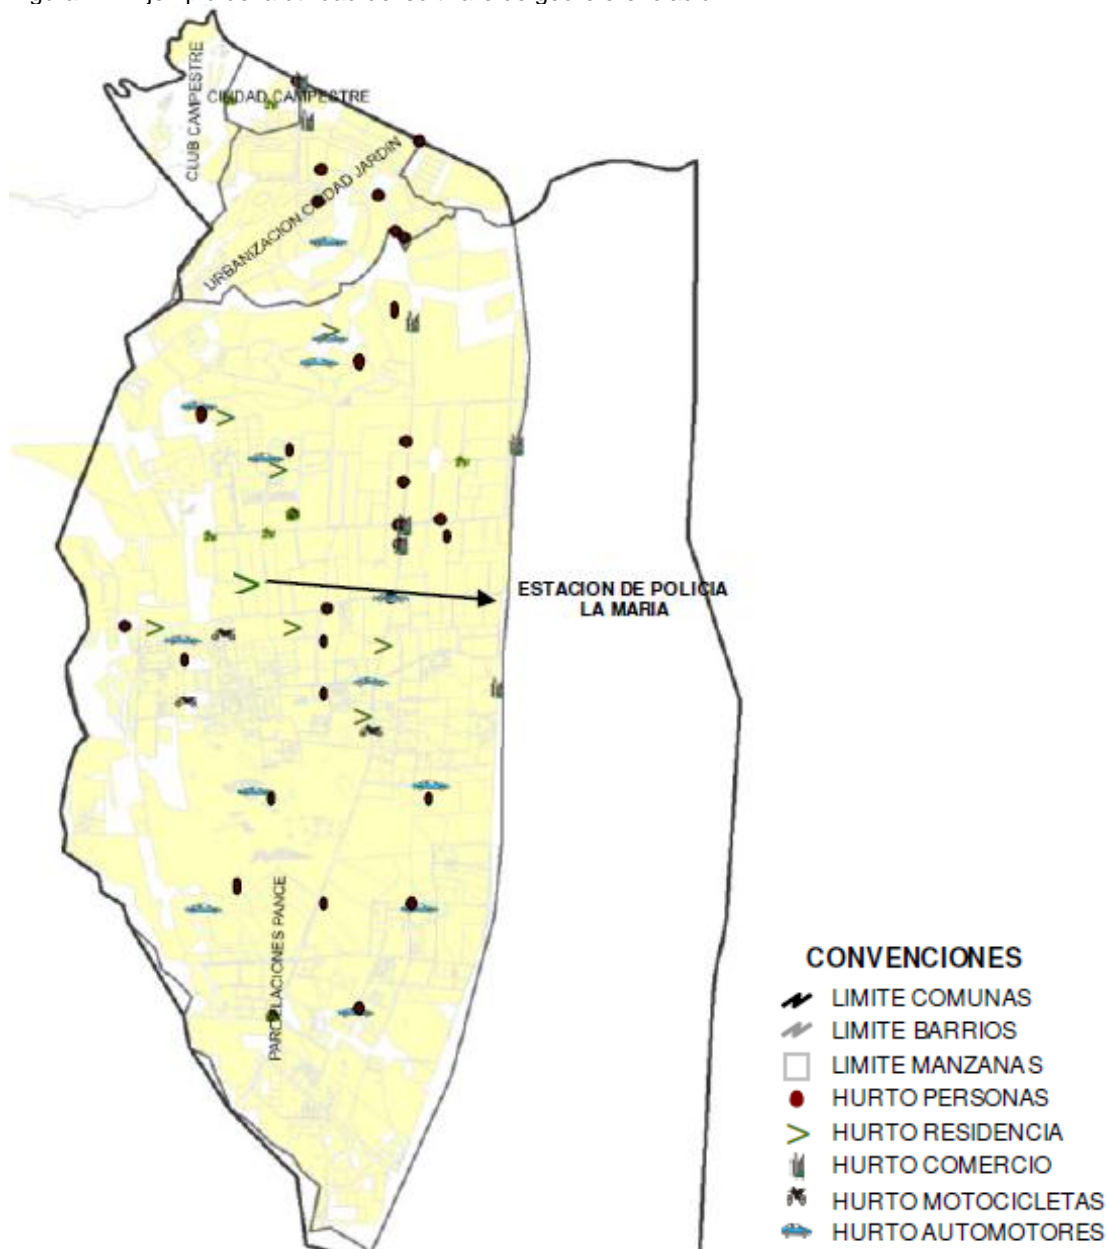 CLUB CAMPESTRE
CIUDAD CAMPESTRE
URBANIZACION CIUDAD JARDIN
ESTACION DE POLICIA
LA MARIA
PARCELACIONES PANCE
CONVENCIONES
LIMITE COMUNAS
LIMITE BARRIOS
LIMITE MANZANAS
HURTO PERSONAS
HURTO RESIDENCIA
HURTO COMERCIO
HURTO MOTOCICLETAS
HURTO AUTOMOTORES